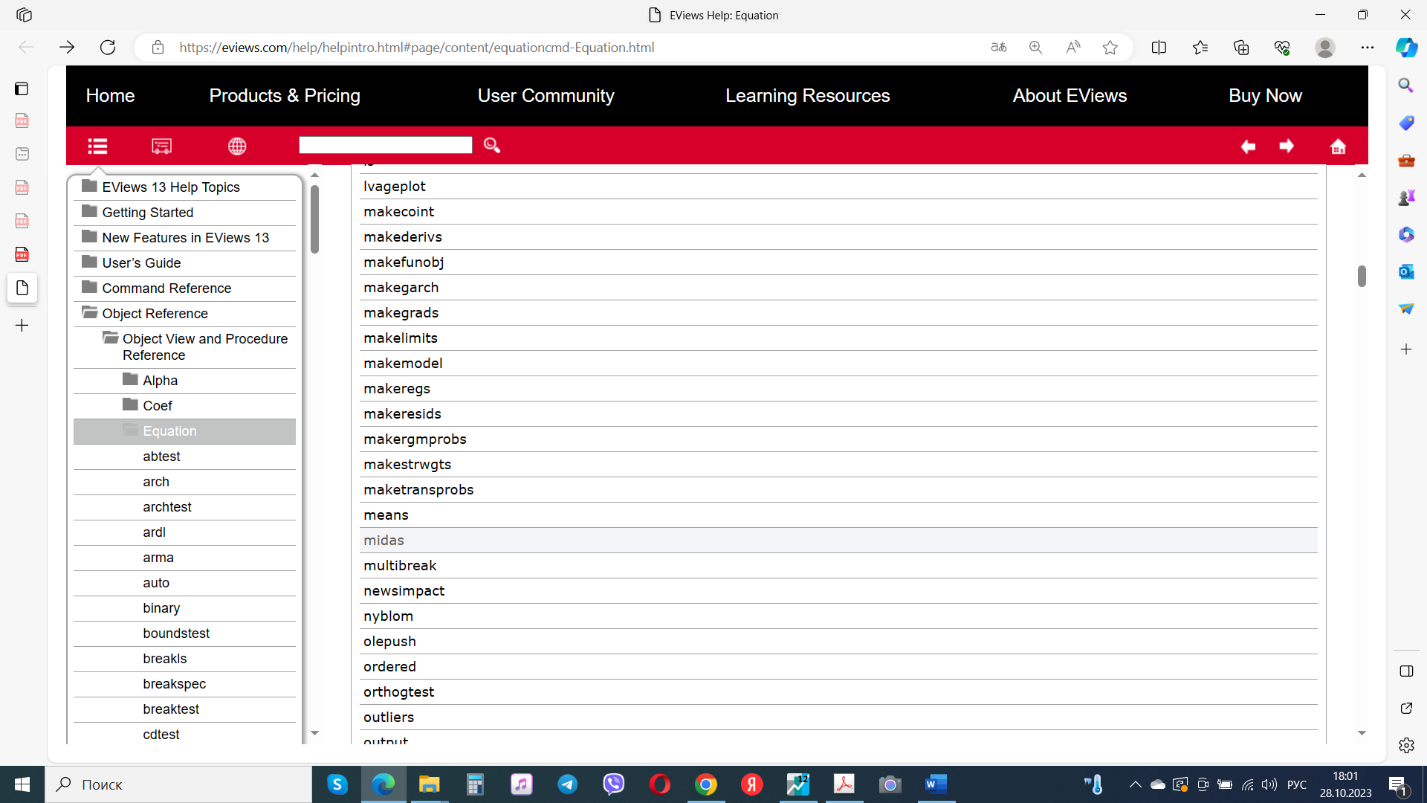 EViews Help: Equation
https://eviews.com/help/helpintro.html#page/content/equationcmd-Equation.html
Home
Products & Pricing
User Community
Learning Resources
About EViews
Buy Now
EViews 13 Help Topics
Getting Started
New Features in EViews 13
User's Guide
Command Reference
Object Reference
Object View and Procedure
Reference
Alpha
Coef
Equation
abtest
arch
archtest
ardl
arma
auto
binary
boundstest
breakls
breakspec
breaktest
cdtest
lvageplot
makecoint
makederivs
makefunobj
makegarch
makegrads
makelimits
makemodel
makeregs
makeresids
makergmprobs
makestrwgts
maketransprobs
means
midas
multibreak
newsimpact
nyblom
olepush
ordered
orthogtest
outliers
output
Поиск
12
РУС
18:01
28.10.2023
1